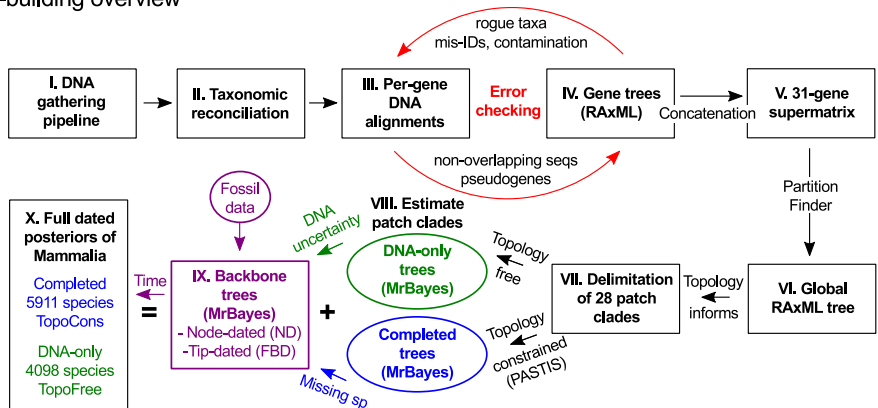 -building overview
rogue taxa
mis-IDs, contamination
I. DNA
gathering
pipeline
II. Taxonomic
reconciliation
III. Per-gene
DNA
alignments
Error
checking
IV. Gene trees
(RAxML)
Concatenation
V. 31-gene
supermatrix
non-overlapping seqs
pseudogenes
Partition
Finder
Fossil
data
VIII. Estimate
patch clades
DNA
uncertainty
X. Full dated
posteriors of
Mammalia
Completed
5911 species
TopoCons
DNA-only
4098 species
TopoFree
Time
=
IX. Backbone
trees
(MrBayes)
- Node-dated (ND)
-Tip-dated (FBD)
+
DNA-only
trees
(MrBayes)
Completed
trees
(MrBayes)
Missing sp
Topology
free
Topology
constrained
(PASTIS)
VII. Delimitation
of 28 patch
clades
Topology
informs
VI. Global
RAxML tree